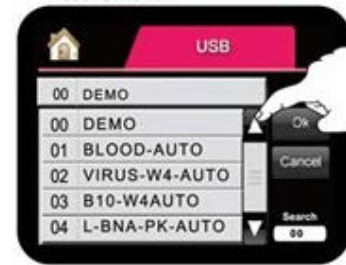 USB
00 DEMO
00 DEMO
01 BLOOD-AUTO
02 VIRUS-W4-AUTO
03 B10-W4AUTO
04 L-BNA-PK-AUTO
Ok
Cancel
Search
00